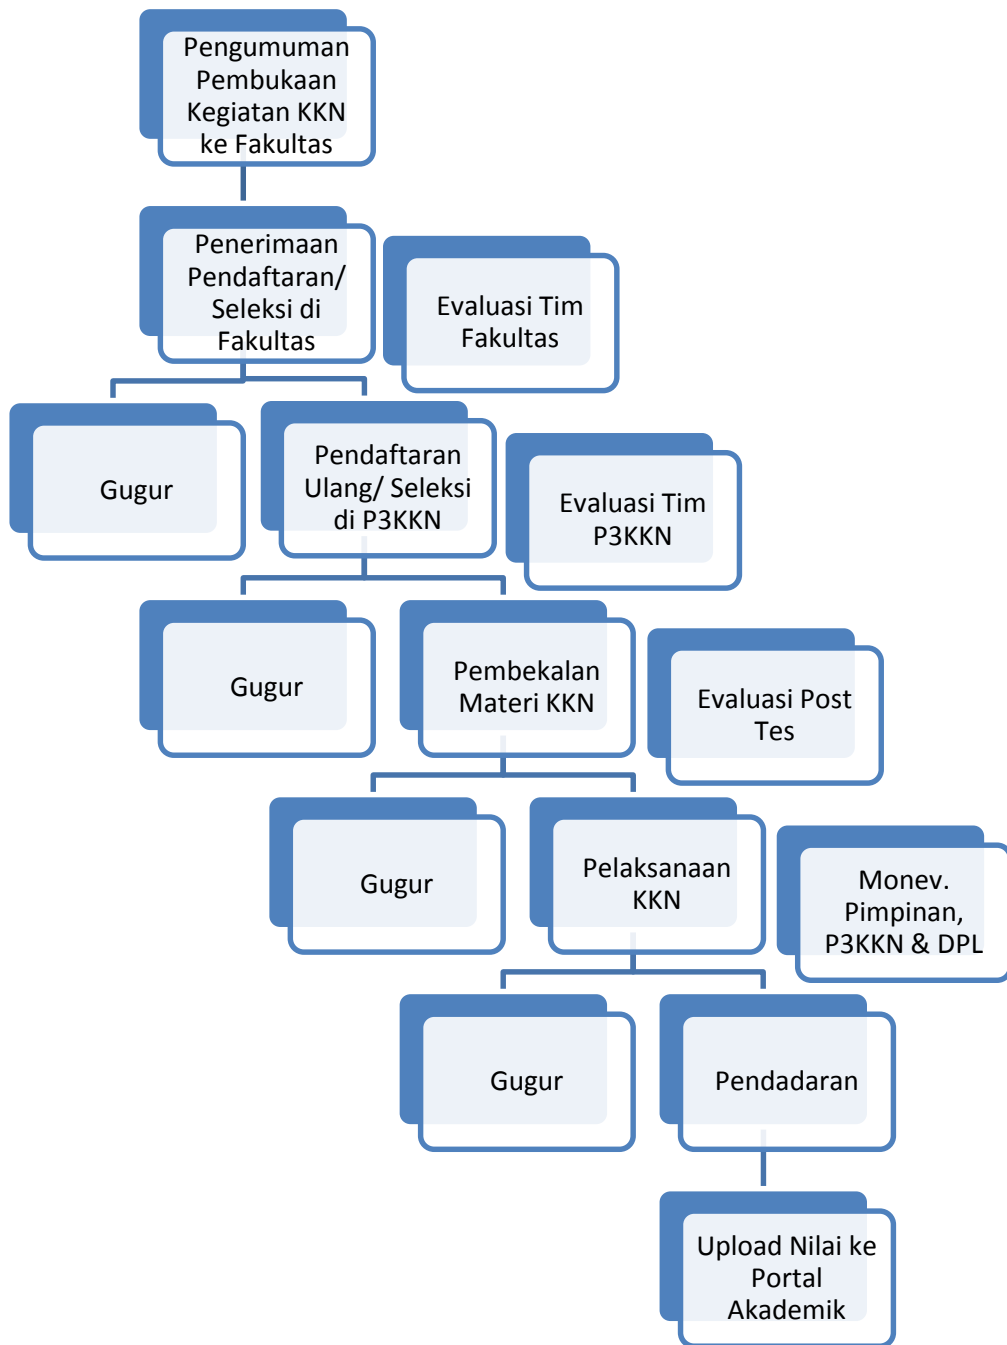 Pengumuman
Pembukaan
Kegiatan KKN
ke Fakultas
Penerimaan
Pendaftaran/
Seleksi di
Fakultas
Evaluasi Tim
Fakultas
Gugur
Pendaftaran
Ulang/ Seleksi
di P3KKN
Evaluasi Tim
P3KKN
Gugur
Pembekalan
Materi KKN
Evaluasi Post
Tes
Gugur
Pelaksanaan
KKN
Monev.
Pimpinan,
P3KKN & DPL
Gugur
Pendadaran
Upload Nilai ke
Portal
Akademik